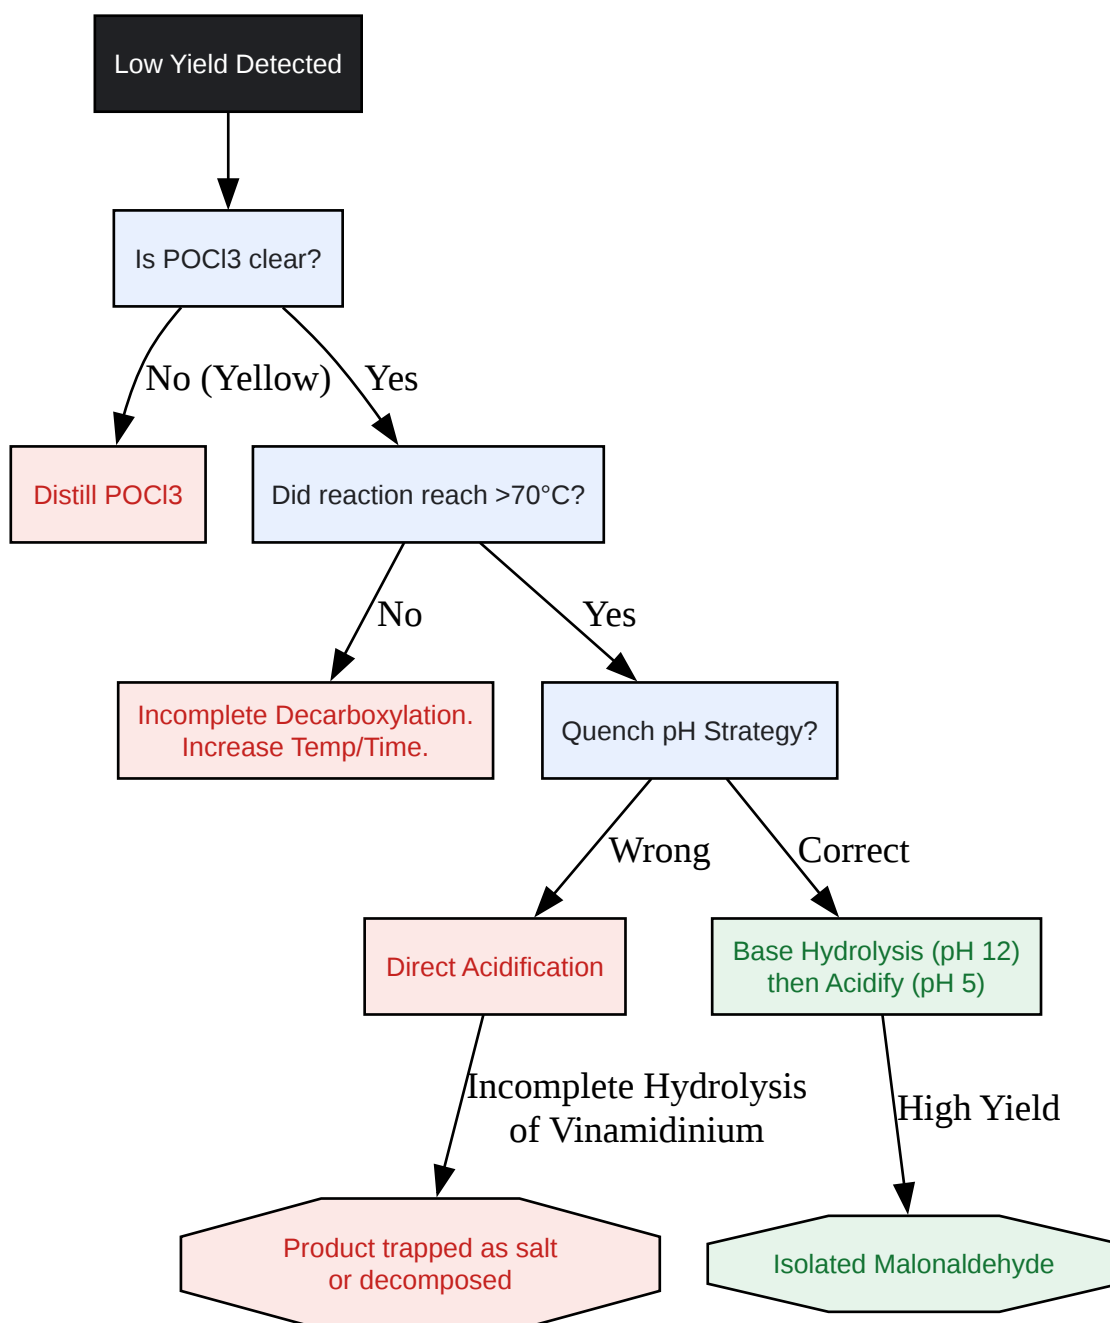 Low Yield Detected
Is POCl3 clear?
No (Yellow)
Yes
Distill POCl3
Did reaction reach >70°C?
No
Yes
Incomplete Decarboxylation.
Increase Temp/Time.
Quench pH Strategy?
Wrong
Correct
Direct Acidification
Base Hydrolysis (pH 12)
then Acidify (pH 5)
Incomplete Hydrolysis
of Vinamidinium
High Yield
Product trapped as salt
or decomposed
Isolated Malonaldehyde